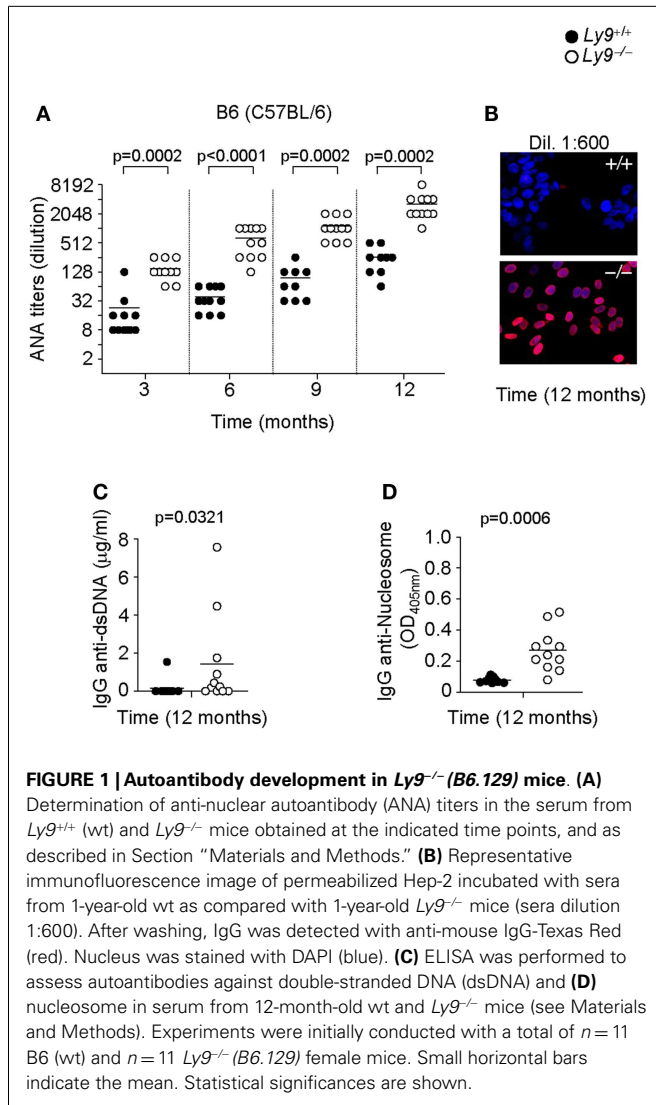 ● Ly9+/+
○ Ly9−/−
A
B6 (C57BL/6)
p=0.0002 p<0.0001 p=0.0002 p=0.0002
ANA titers (dilution)
8192
2048
512
128
32
8
2
3 6 9 12
Time (months)
B
Dil. 1:600
+/+
−/−
Time (12 months)
C
p=0.0321
IgG anti-dsDNA (μg/ml)
8
6
4
2
0
Time (12 months)
D
p=0.0006
IgG anti-Nucleosome
(OD405nm)
1.0
0.8
0.6
0.4
0.2
0
Time (12 months)
FIGURE 1 | Autoantibody development in Ly9−/−(B6.129) mice. (A)
Determination of anti-nuclear autoantibody (ANA) titers in the serum from
Ly9+/+ (wt) and Ly9−/− mice obtained at the indicated time points, and as
described in Section “Materials and Methods.” (B) Representative
immunofluorescence image of permeabilized Hep-2 incubated with sera
from 1-year-old wt as compared with 1-year-old Ly9−/− mice (sera dilution
1:600). After washing, IgG was detected with anti-mouse IgG-Texas Red
(red). Nucleus was stained with DAPI (blue). (C) ELISA was performed to
assess autoantibodies against double-stranded DNA (dsDNA) and (D)
nucleosome in serum from 12-month-old wt and Ly9−/− mice (see Materials
and Methods). Experiments were initially conducted with a total of n = 11
B6 (wt) and n = 11 Ly9−/−(B6.129) female mice. Small horizontal bars
indicate the mean. Statistical significances are shown.